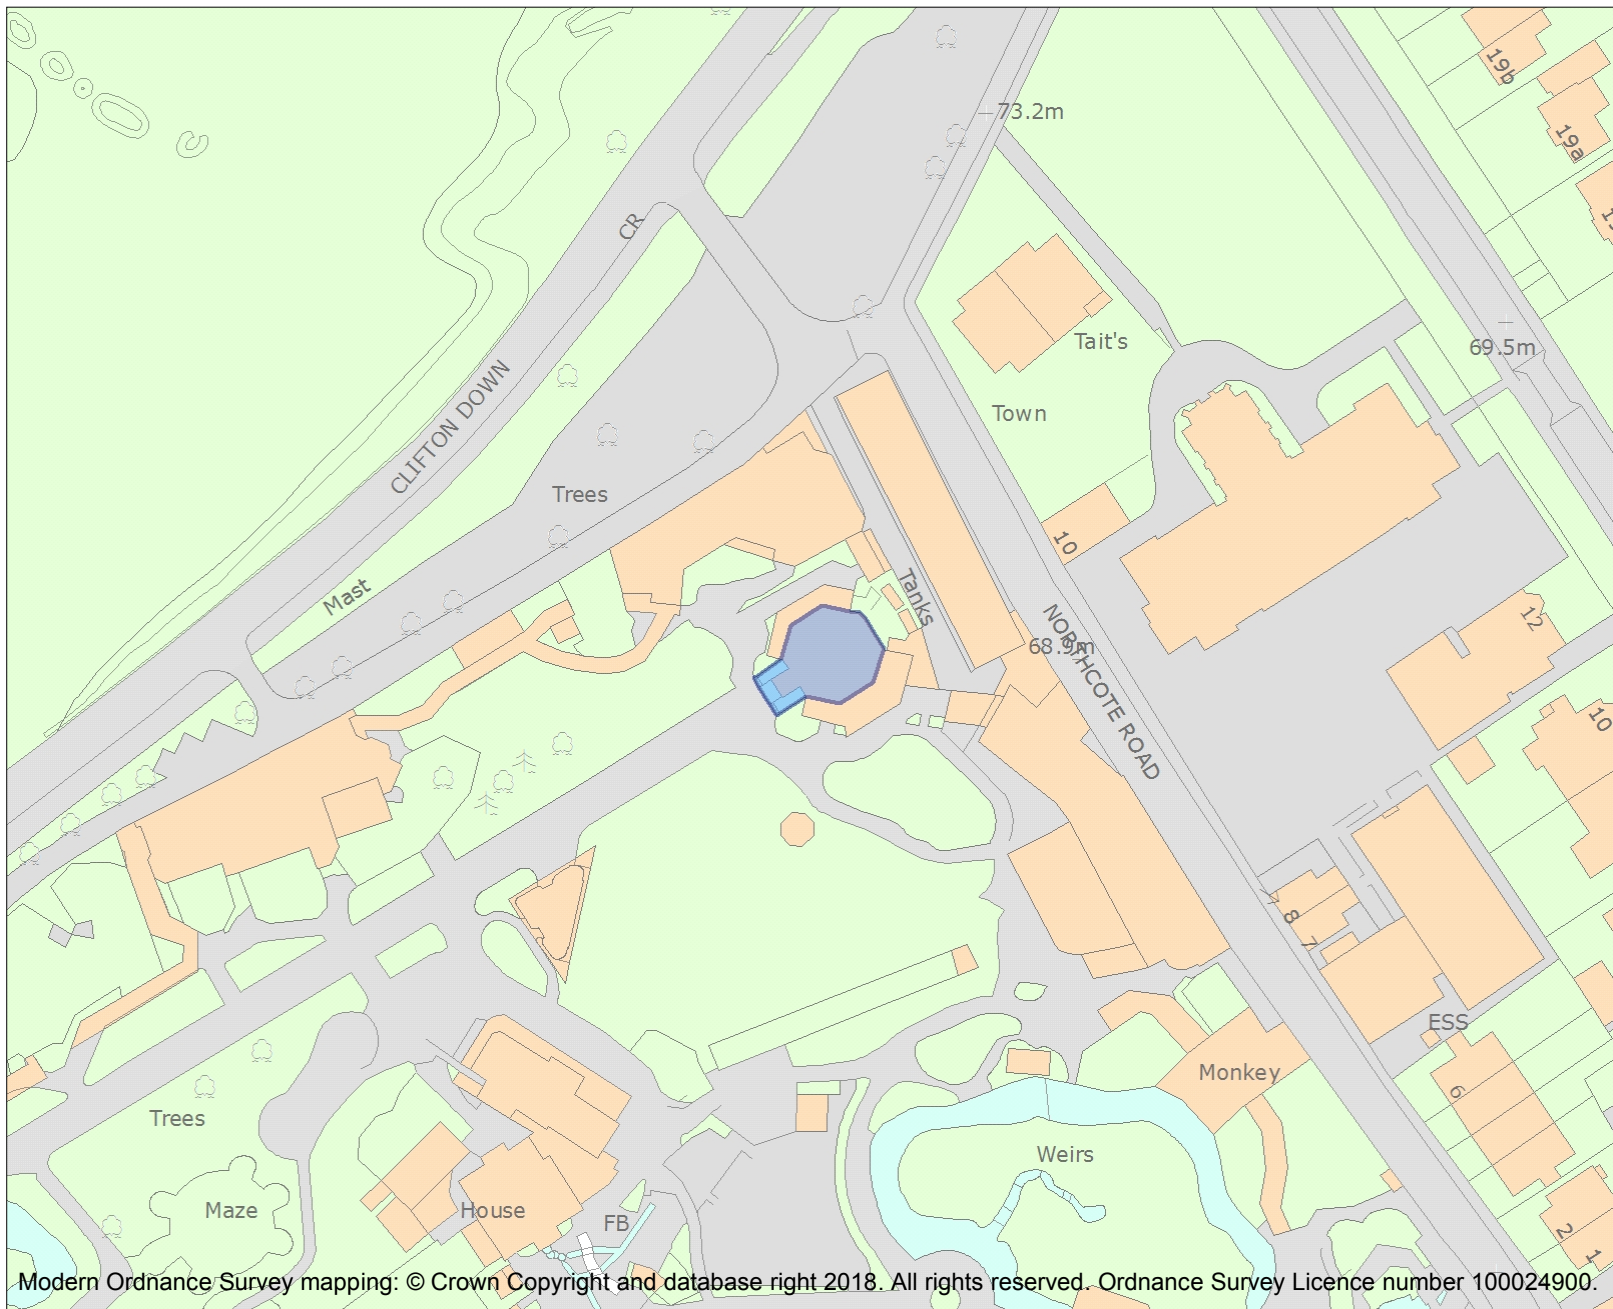 19b
73.2m
19a
CR
69.5m
Tait's
Town
CLIFTON DOWN
Trees
10
Mast
Tanks
NORTHCOTE ROAD
68.9m
12
10
8
7
ESS
Monkey
6
Trees
Weirs
Maze
House
FB
2
1
Modern Ordnance Survey mapping: © Crown Copyright and database right 2018. All rights reserved. Ordnance Survey Licence number 100024900.